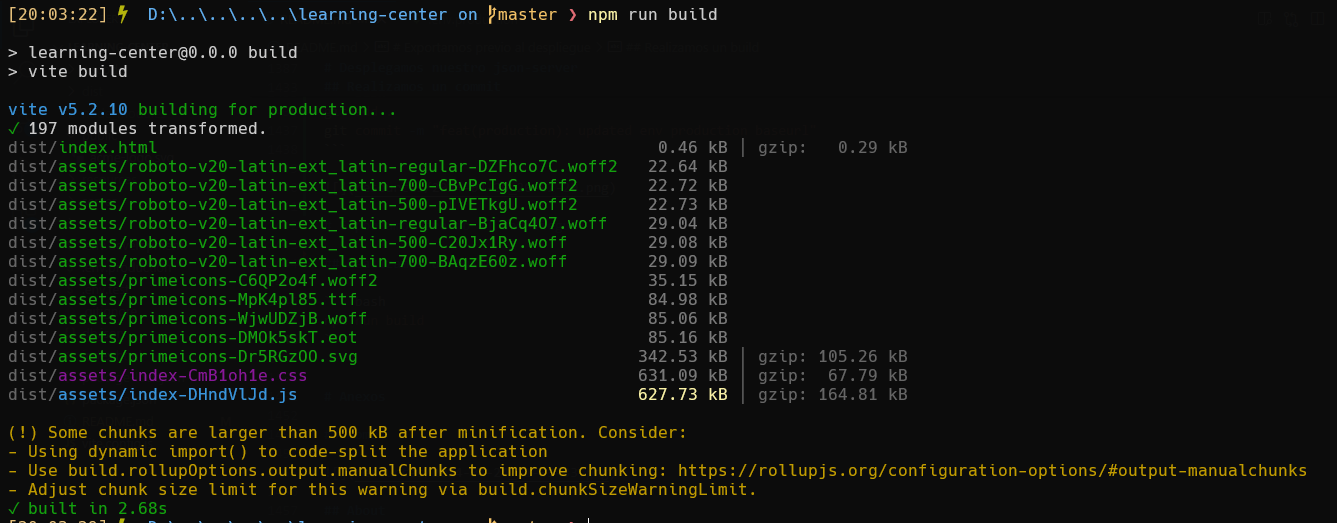 [20:03:22] D:\..\..\..\..\learning-center on master ❯ npm run build
> learning-center@0.0.0 build
> vite build
vite v5.2.10 building for production...
✓ 197 modules transformed.
dist/index.html 0.46 kB │ gzip: 0.29 kB
dist/assets/roboto-v20-latin-ext_latin-regular-DZFhco7C.woff2 22.64 kB
dist/assets/roboto-v20-latin-ext_latin-700-CBvPcIgG.woff2 22.72 kB
dist/assets/roboto-v20-latin-ext_latin-500-pIVETkgU.woff2 22.73 kB
dist/assets/roboto-v20-latin-ext_latin-regular-BjaCq4O7.woff 29.04 kB
dist/assets/roboto-v20-latin-ext_latin-500-C20Jx1Ry.woff 29.08 kB
dist/assets/roboto-v20-latin-ext_latin-700-BAqzE60z.woff 29.09 kB
dist/assets/primeicons-C6QP2o4f.woff2 35.15 kB
dist/assets/primeicons-MpK4pl85.ttf 84.98 kB
dist/assets/primeicons-WjwUDZjB.woff 85.06 kB
dist/assets/primeicons-DMOk5skT.eot 85.16 kB
dist/assets/primeicons-Dr5RGzOO.svg 342.53 kB │ gzip: 105.26 kB
dist/assets/index-CmB1oh1e.css 631.09 kB │ gzip: 67.79 kB
dist/assets/index-DHndVlJd.js 627.73 kB │ gzip: 164.81 kB
(!) Some chunks are larger than 500 kB after minification. Consider:
- Using dynamic import() to code-split the application
- Use build.rollupOptions.output.manualChunks to improve chunking: https://rollupjs.org/configuration-options/#output-manualchunks
- Adjust chunk size limit for this warning via build.chunkSizeWarningLimit.
✓ built in 2.68s